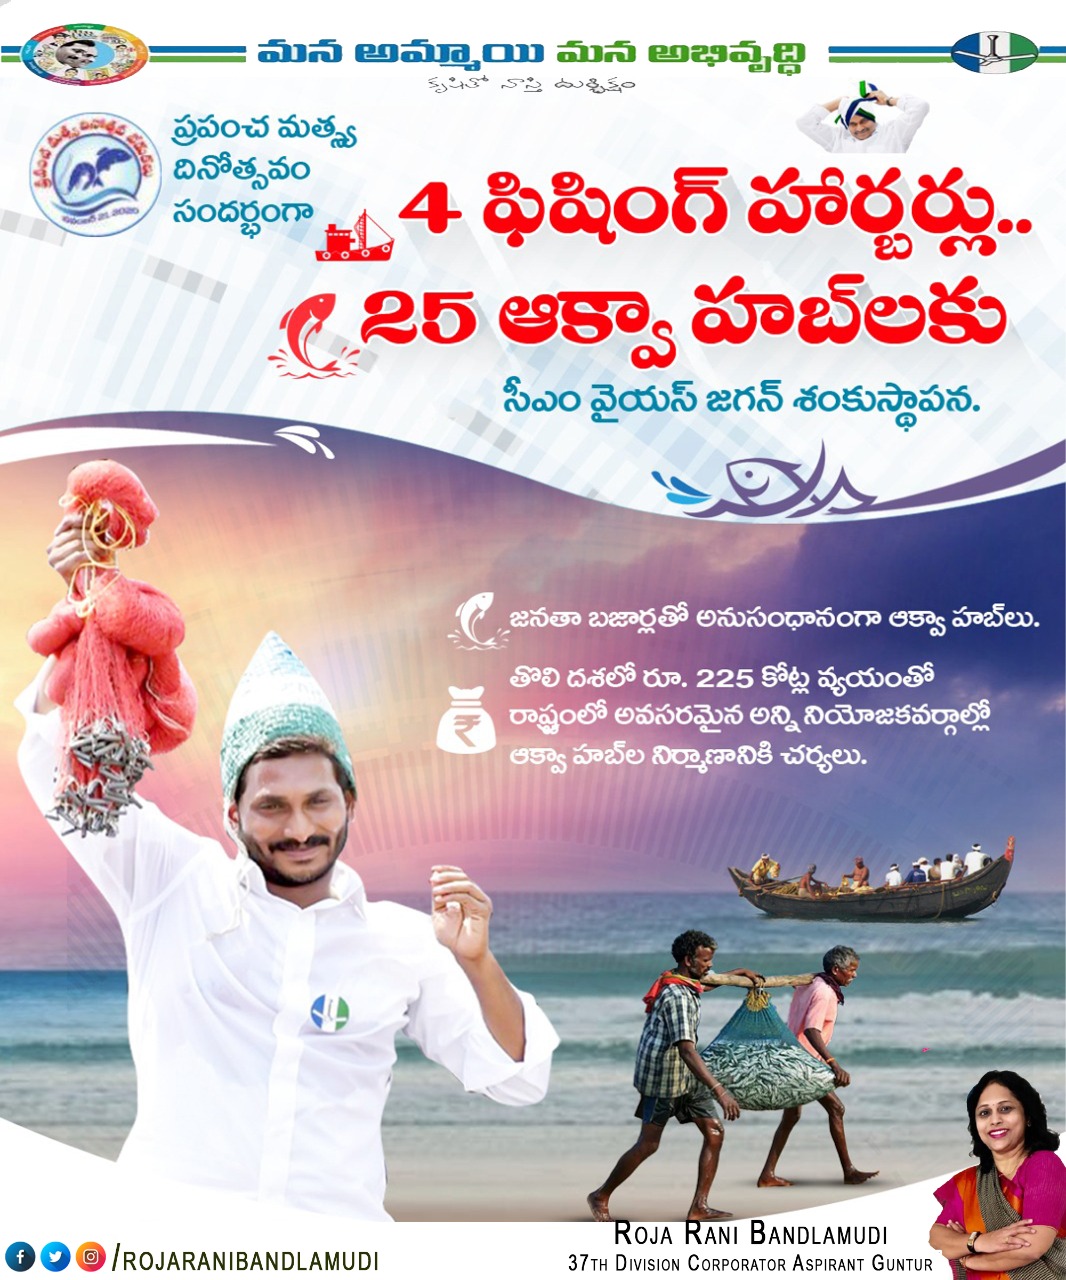 మన అమ్మాయి మన అభివృద్ధి
కృషితో నాస్తి దుర్భిక్షం
ప్రపంచ మత్స్య
దినోత్సవం
సందర్భంగా
4 ఫిషింగ్ హార్బర్లు..
25 ఆక్వా హబ్‌లకు
సీఎం వైయస్ జగన్ శంకుస్థాపన.
జనతా బజార్లతో అనుసంధానంగా ఆక్వా హబ్‌లు.
తొలి దశలో రూ. 225 కోట్ల వ్యయంతో
రాష్ట్రంలో అవసరమైన అన్ని నియోజకవర్గాల్లో
ఆక్వా హబ్‌ల నిర్మాణానికి చర్యలు.
ROJA RANI BANDLAMUDI
37TH DIVISION CORPORATOR ASPIRANT GUNTUR
/ROJARANIBANDLAMUDI